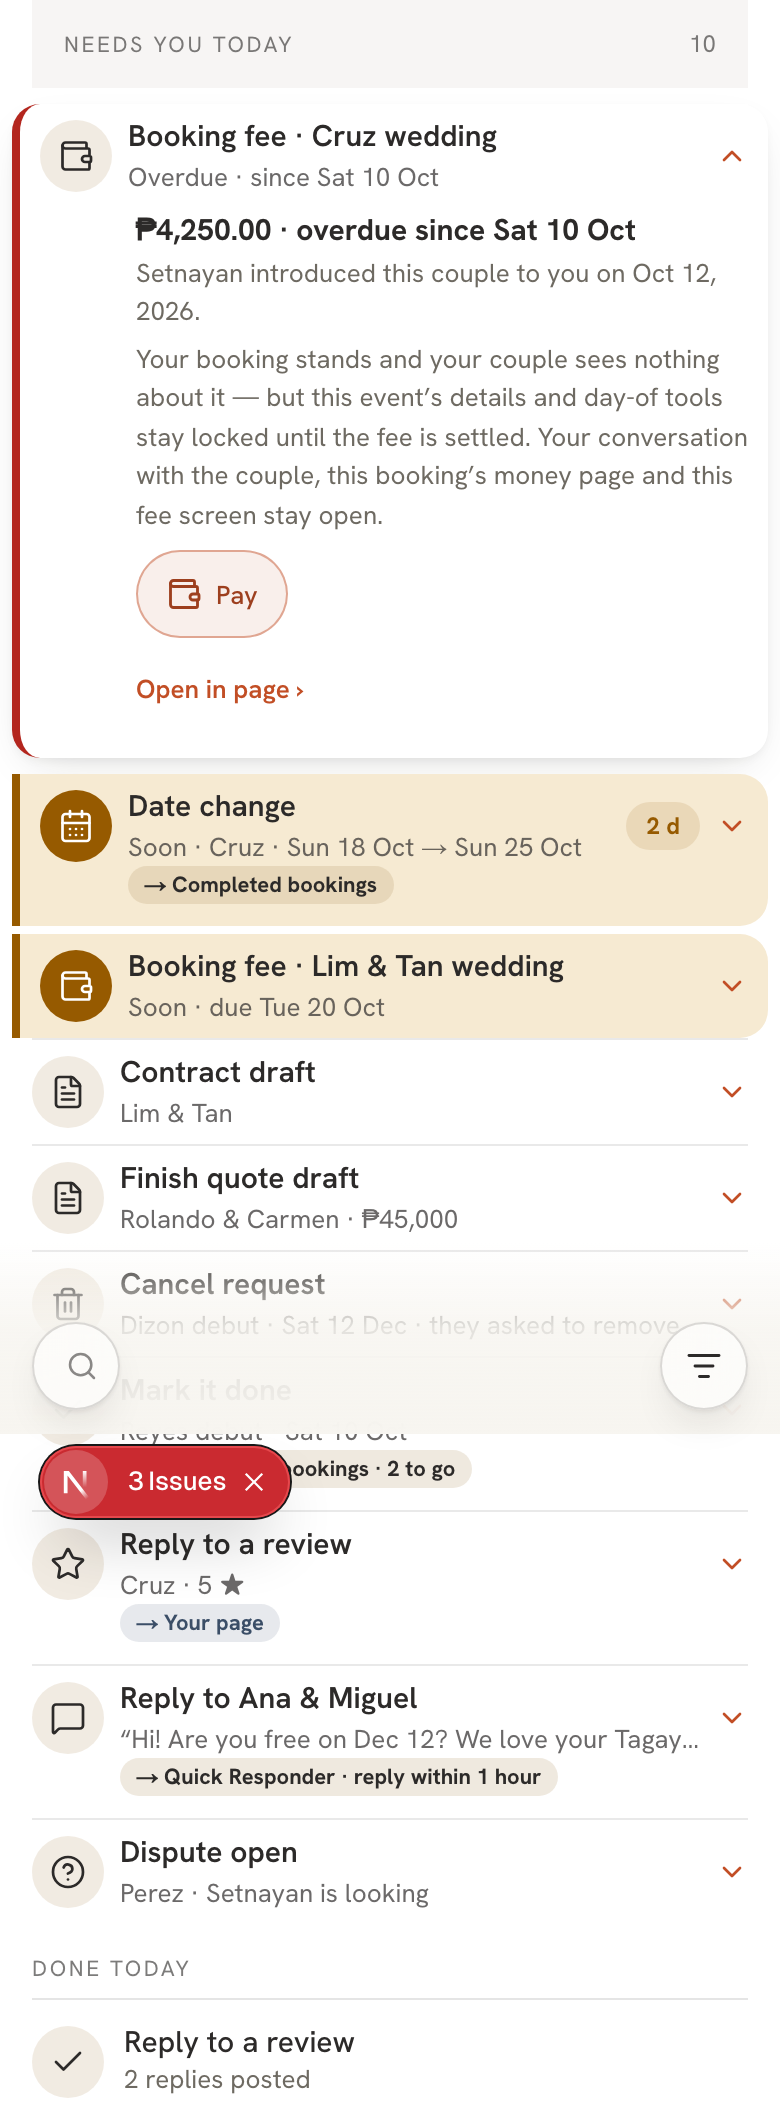 NEEDS YOU TODAY 10
Booking fee · Cruz wedding
Overdue · since Sat 10 Oct
₱4,250.00 · overdue since Sat 10 Oct
Setnayan introduced this couple to you on Oct 12,
2026.
Your booking stands and your couple sees nothing
about it — but this event’s details and day-of tools
stay locked until the fee is settled. Your conversation
with the couple, this booking’s money page and this
fee screen stay open.
Pay
Open in page ›
Date change
Soon · Cruz · Sun 18 Oct → Sun 25 Oct
2 d
→ Completed bookings
Booking fee · Lim & Tan wedding
Soon · due Tue 20 Oct
Contract draft
Lim & Tan
Finish quote draft
Rolando & Carmen · ₱45,000
Cancel request
Dizon debut · Sat 12 Dec · they asked to remove
Mark it done
Reyes debut · Sat 10 Oct
bookings · 2 to go
N 3 Issues ×
Reply to a review
Cruz · 5 ★
→ Your page
Reply to Ana & Miguel
“Hi! Are you free on Dec 12? We love your Tagay...
→ Quick Responder · reply within 1 hour
Dispute open
Perez · Setnayan is looking
DONE TODAY
Reply to a review
2 replies posted